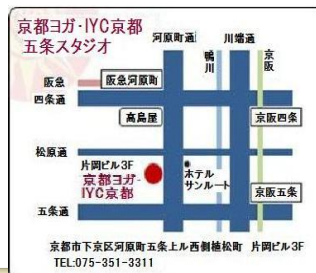 京都ヨガ・IYC京都
五条スタジオ
河原町通
川端通
鴨川
京阪
阪急
阪急河原町
四条通
高島屋
京阪四条
松原通
片岡ビル3F
京都ヨガ・
IYC京都
ホテル
サンルート
京阪五条
五条通
京都市下京区河原町五条上ル西側植松町 片岡ビル3F
TEL:075-351-3311